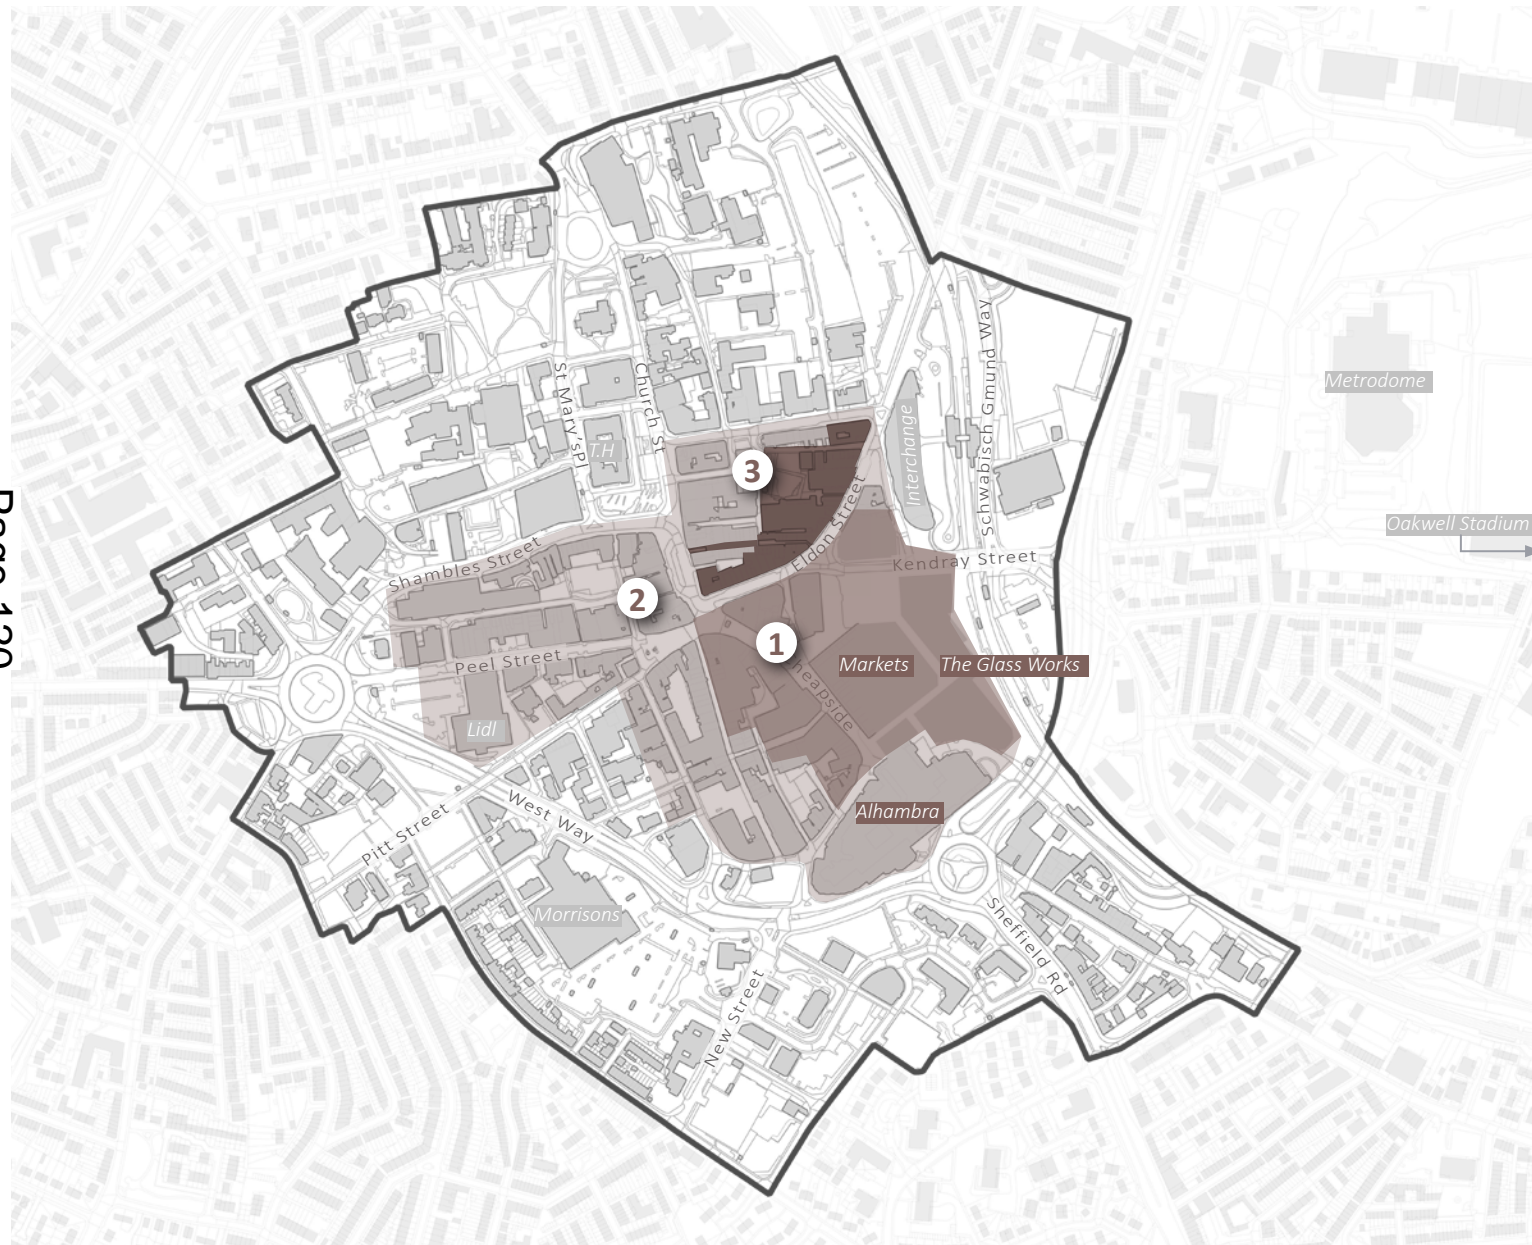 Metrodome
St Mary's Pl
Church St
Schwabisch Gmund Way
T.H
Interchange
3
Oakwell Stadium
Eldon Street
Shambles Street
Kendray Street
2
1
Peel Street
Markets
The Glass Works
heapside
Lidl
West Way
Alhambra
Pitt Street
Morrisons
Sheffield Rd
New Street